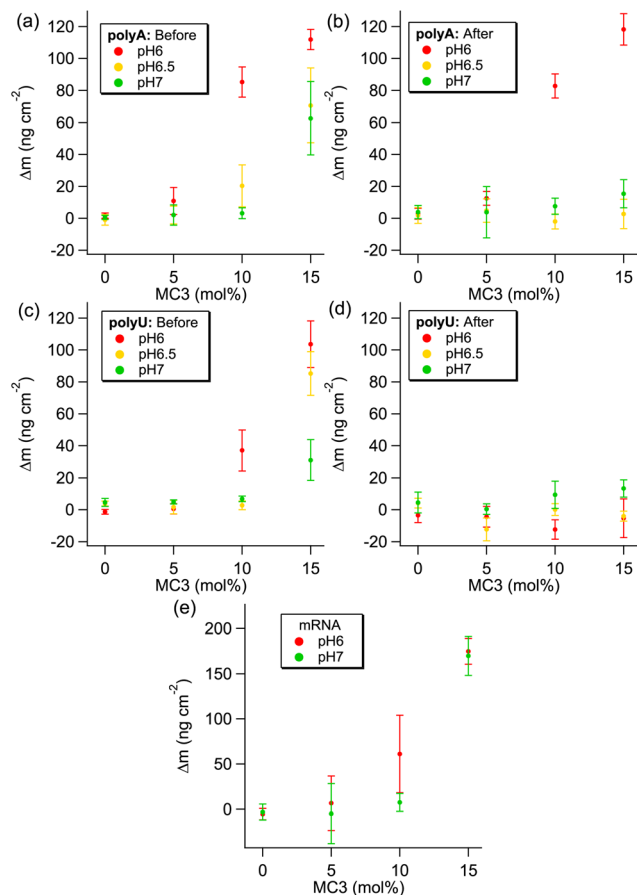 (a)
polyA: Before
pH6
pH6.5
pH7
120
100
80
60
40
20
0
-20
Δm (ng cm⁻²)
0 5 10 15
MC3 (mol%)
(b)
polyA: After
pH6
pH6.5
pH7
120
100
80
60
40
20
0
-20
Δm (ng cm⁻²)
0 5 10 15
MC3 (mol%)
(c)
polyU: Before
pH6
pH6.5
pH7
120
100
80
60
40
20
0
-20
Δm (ng cm⁻²)
0 5 10 15
MC3 (mol%)
(d)
polyU: After
pH6
pH6.5
pH7
120
100
80
60
40
20
0
-20
Δm (ng cm⁻²)
0 5 10 15
MC3 (mol%)
(e)
mRNA
pH6
pH7
200
150
100
50
0
Δm (ng cm⁻²)
0 5 10 15
MC3 (mol%)